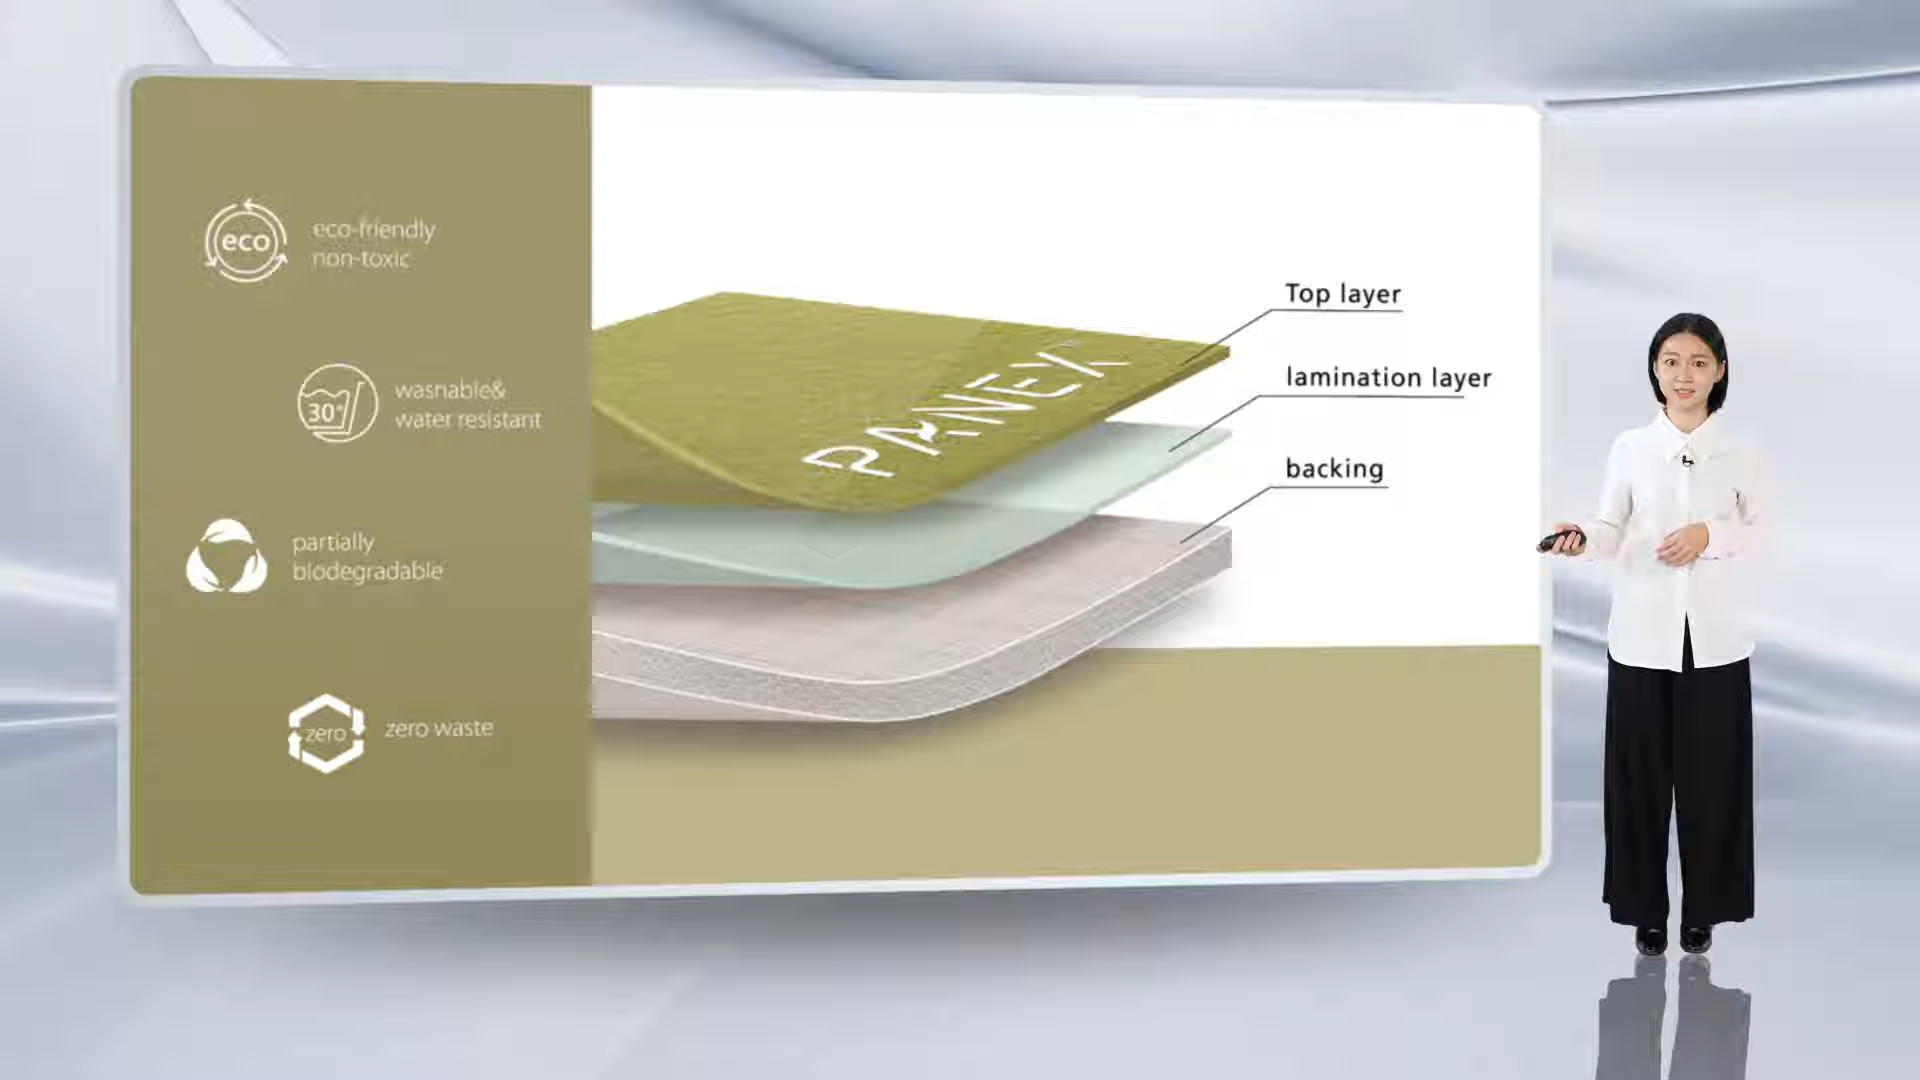 eco
eco-friendly
non-toxic
30°
wasnable&
water resistant
partially
biodegradable
zero
zero waste
PANEX
Top layer
lamination layer
backing